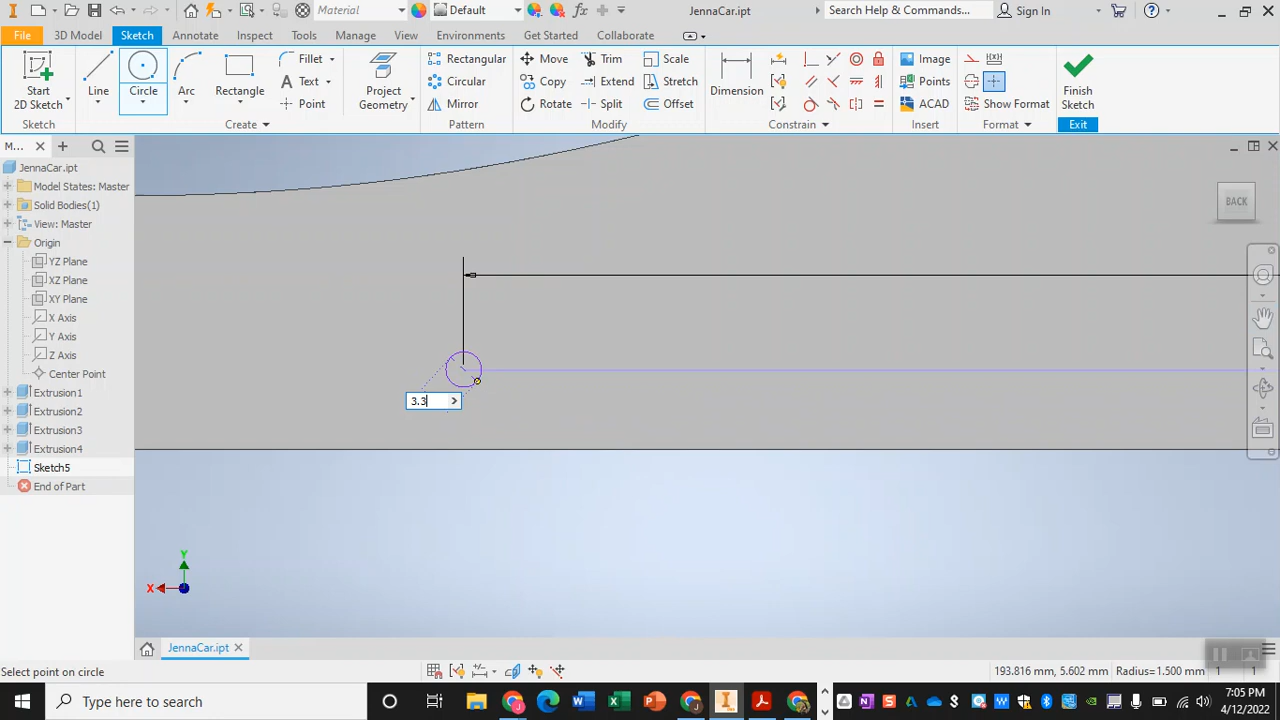 Material
Default
fx
JennaCar.ipt
Search Help & Commands...
Sign In
File
3D Model
Sketch
Annotate
Inspect
Tools
Manage
View
Environments
Get Started
Collaborate
Start
2D Sketch
Line
Circle
Arc
Rectangle
Fillet
Text
Point
Project
Geometry
Rectangular
Circular
Mirror
Move
Copy
Rotate
Trim
Extend
Split
Scale
Stretch
Offset
Dimension
Image
Points
ACAD
Show Format
Finish
Sketch
Sketch
Create
Pattern
Modify
Constrain
Insert
Format
Exit
M...
JennaCar.ipt
Model States: Master
Solid Bodies(1)
View: Master
Origin
YZ Plane
XZ Plane
XY Plane
X Axis
Y Axis
Z Axis
Center Point
Extrusion1
Extrusion2
Extrusion3
Extrusion4
Sketch5
End of Part
BACK
3.3
Y
X
JennaCar.ipt
Select point on circle
193.816 mm, 5.602 mm
Radius=1.500 mm
1
1
Type here to search
7:05 PM
4/12/2022